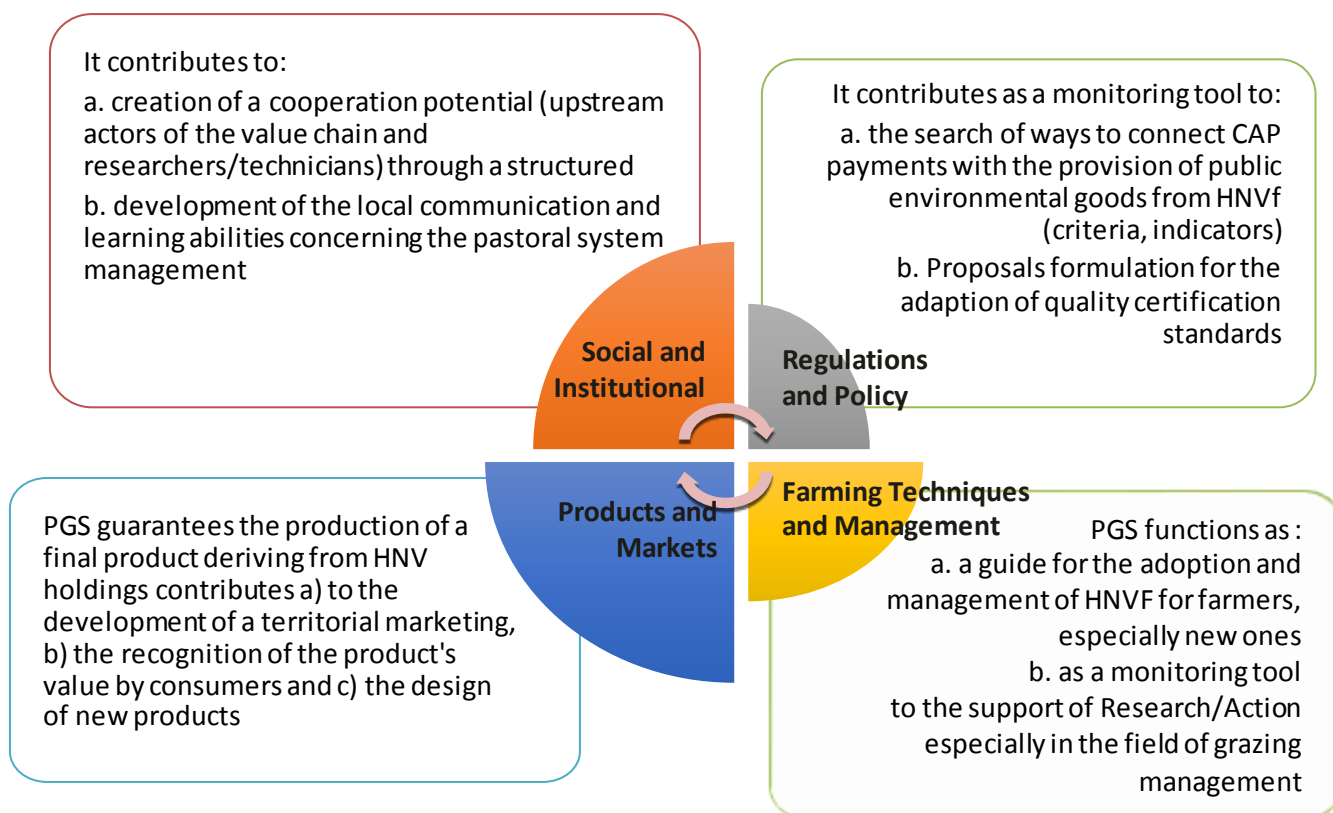 It contributes to:
a. creation of a cooperation potential (upstream
actors of the value chain and
researchers/technicians) through a structured
b. development of the local communication and
learning abilities concerning the pastoral system
management
It contributes as a monitoring tool to:
a. the search of ways to connect CAP
payments with the provision of public
environmental goods from HNVf
(criteria, indicators)
b. Proposals formulation for the
adaption of quality certification
standards
Social and
Institutional
Regulations
and Policy
Products and
Markets
Farming Techniques
and Management
PGS guarantees the production of a
final product deriving from HNV
holdings contributes a) to the
development of a territorial marketing,
b) the recognition of the product's
value by consumers and c) the design
of new products
PGS functions as :
a. a guide for the adoption and
management of HNVF for farmers,
especially new ones
b. as a monitoring tool
to the support of Research/Action
especially in the field of grazing
management